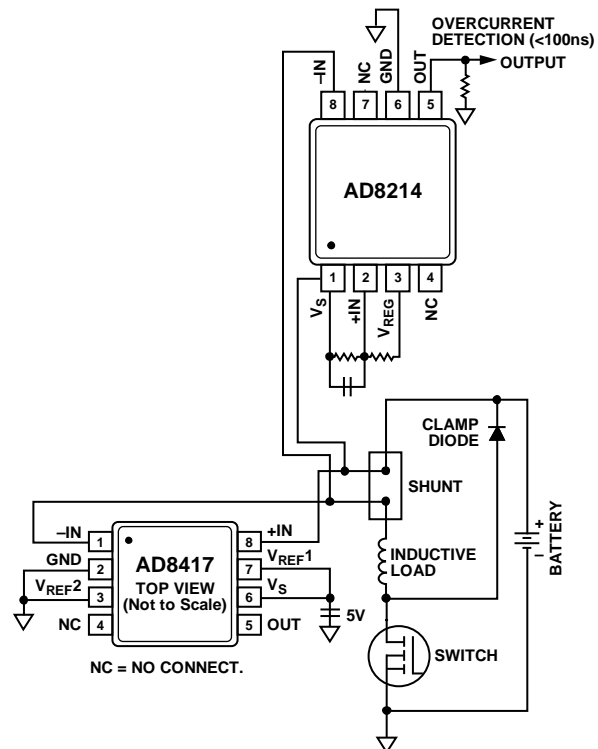 OVERCURRENT
DETECTION (<100ns)
OUTPUT
–IN
NC
GND
OUT
8
7
6
5
AD8214
1
2
3
4
VS
+IN
VREG
NC
CLAMP
DIODE
SHUNT
BATTERY
+
–
INDUCTIVE
LOAD
SWITCH
–IN
GND
VREF2
NC
1
2
3
4
AD8417
TOP VIEW
(Not to Scale)
8
7
6
5
+IN
VREF1
VS
OUT
5V
NC = NO CONNECT.